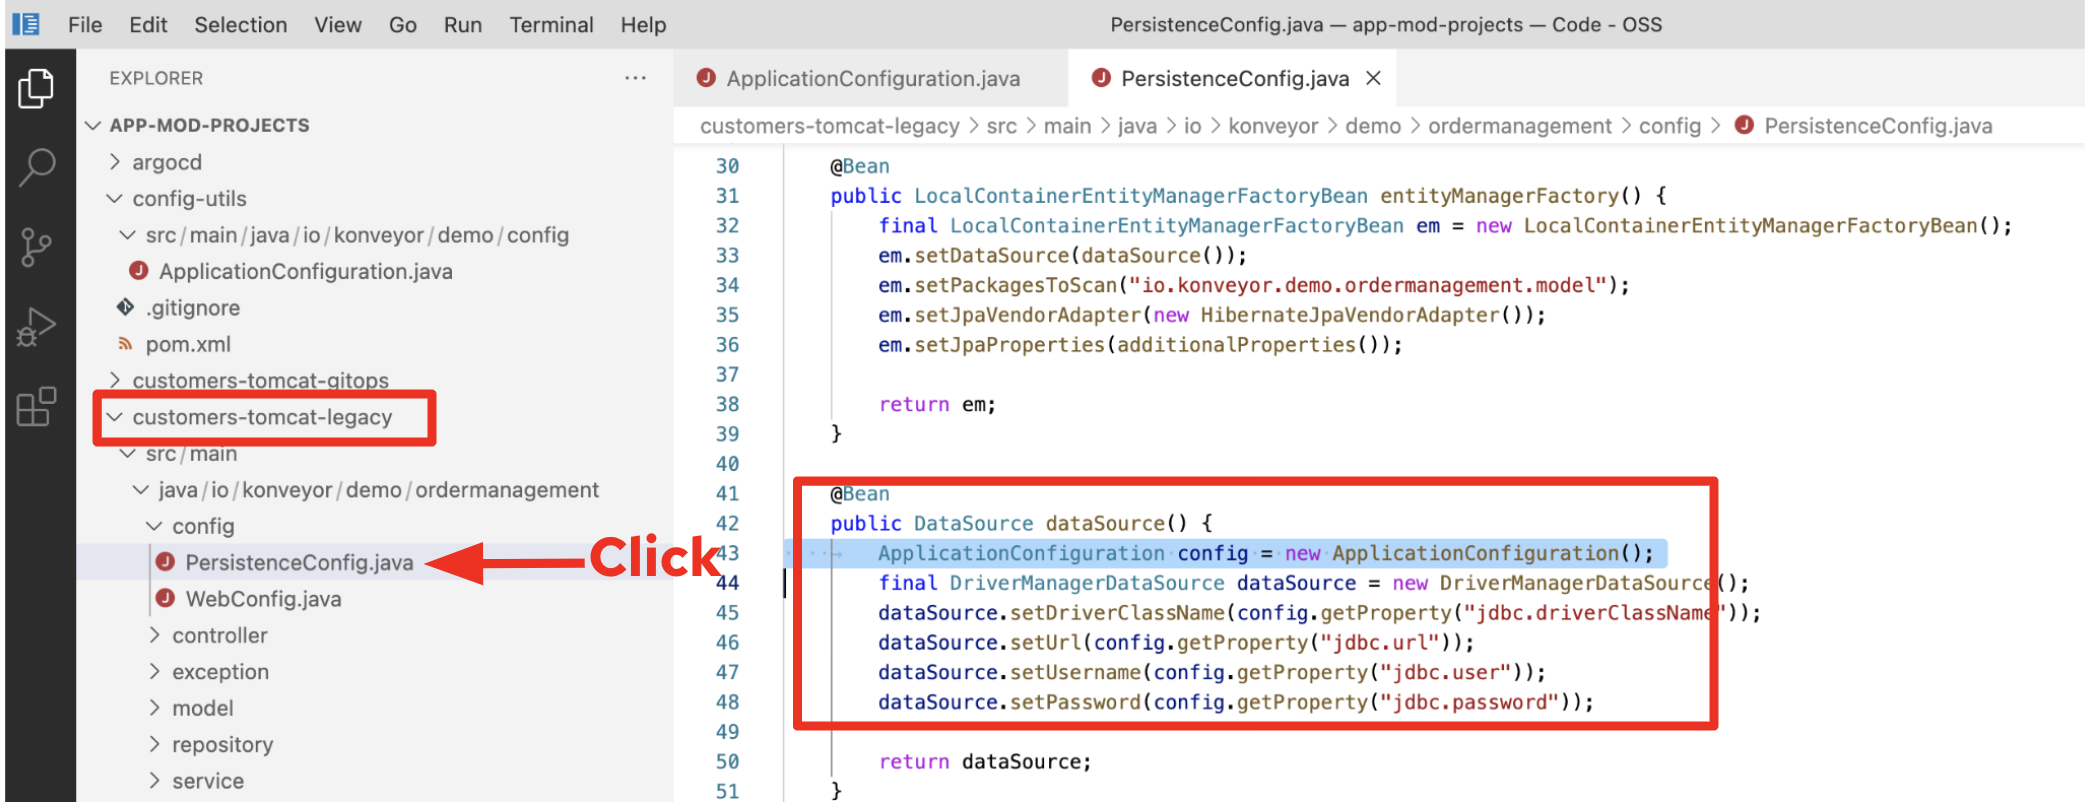 File Edit Selection View Go Run Terminal Help
PersistenceConfig.java — app-mod-projects — Code - OSS
EXPLORER ...
APP-MOD-PROJECTS
argocd
config-utils
src/main/java/io/konveyor/demo/config
ApplicationConfiguration.java
.gitignore
pom.xml
customers-tomcat-gitops
customers-tomcat-legacy
src/main
java/io/konveyor/demo/ordermanagement
config
PersistenceConfig.java
Click
WebConfig.java
controller
exception
model
repository
service
J ApplicationConfiguration.java J PersistenceConfig.java ×
customers-tomcat-legacy > src > main > java > io > konveyor > demo > ordermanagement > config > J PersistenceConfig.java
30 @Bean
31 public LocalContainerEntityManagerFactoryBean entityManagerFactory() {
32 final LocalContainerEntityManagerFactoryBean em = new LocalContainerEntityManagerFactoryBean();
33 em.setDataSource(dataSource());
34 em.setPackagesToScan("io.konveyor.demo.ordermanagement.model");
35 em.setJpaVendorAdapter(new HibernateJpaVendorAdapter());
36 em.setJpaProperties(additionalProperties());
37
38 return em;
39 }
40
41 @Bean
42 public DataSource dataSource() {
43 ApplicationConfiguration config = new ApplicationConfiguration();
44 final DriverManagerDataSource dataSource = new DriverManagerDataSource();
45 dataSource.setDriverClassName(config.getProperty("jdbc.driverClassName"));
46 dataSource.setUrl(config.getProperty("jdbc.url"));
47 dataSource.setUsername(config.getProperty("jdbc.user"));
48 dataSource.setPassword(config.getProperty("jdbc.password"));
49
50 return dataSource;
51 }